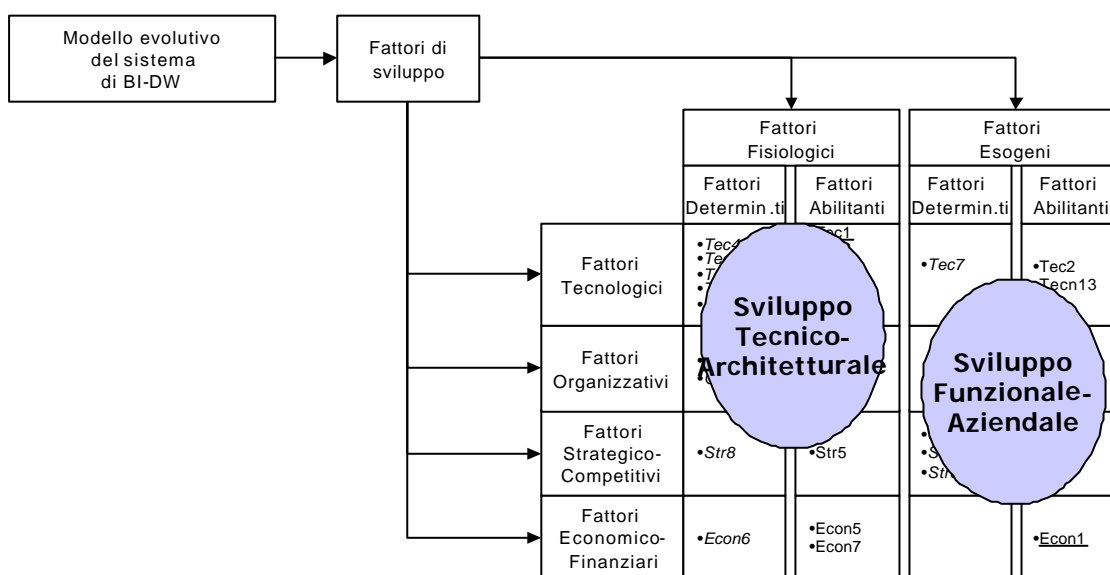 Modello evolutivo
del sistema
di BI-DW
Fattori di
sviluppo
Fattori
Fisiologici
Fattori
Esogeni
Fattori
Determin.ti
Fattori
Abilitanti
Fattori
Determin.ti
Fattori
Abilitanti
Fattori
Tecnologici
•Tec7
•Tec2
Tecn13
Sviluppo
Tecnico-
Architetturale
Fattori
Organizzativi
Sviluppo
Funzionale-
Aziendale
Fattori
Strategico-
Competitivi
•Str8
•Str5
Fattori
Economico-
Finanziari
•Econ6
•Econ5
•Econ7
•Econ1